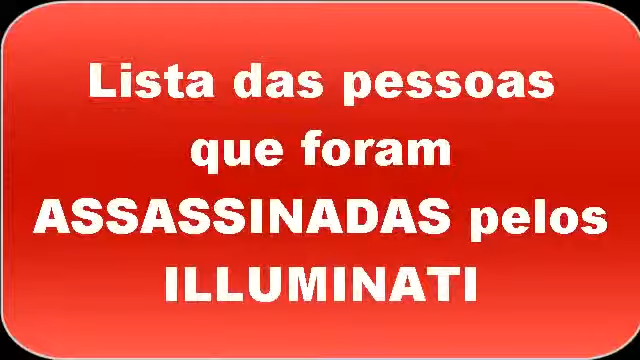 Lista das pessoas
que foram
ASSASSINADAS pelos
ILLUMINATI